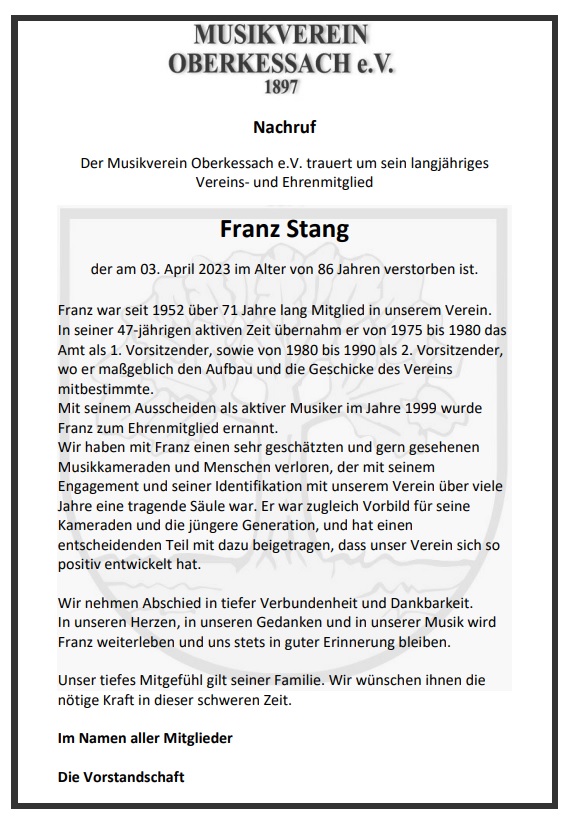 MUSIKVEREIN
OBERKESSACH e.V.
1897
Nachruf
Der Musikverein Oberkessach e.V. trauert um sein langjähriges
Vereins- und Ehrenmitglied
Franz Stang
der am 03. April 2023 im Alter von 86 Jahren verstorben ist.
Franz war seit 1952 über 71 Jahre lang Mitglied in unserem Verein.
In seiner 47-jährigen aktiven Zeit übernahm er von 1975 bis 1980 das
Amt als 1. Vorsitzender, sowie von 1980 bis 1990 als 2. Vorsitzender,
wo er maßgeblich den Aufbau und die Geschicke des Vereins
mitbestimmte.
Mit seinem Ausscheiden als aktiver Musiker im Jahre 1999 wurde
Franz zum Ehrenmitglied ernannt.
Wir haben mit Franz einen sehr geschätzten und gern gesehenen
Musikkameraden und Menschen verloren, der mit seinem
Engagement und seiner Identifikation mit unserem Verein über viele
Jahre eine tragende Säule war. Er war zugleich Vorbild für seine
Kameraden und die jüngere Generation, und hat einen
entscheidenden Teil mit dazu beigetragen, dass unser Verein sich so
positiv entwickelt hat.
Wir nehmen Abschied in tiefer Verbundenheit und Dankbarkeit.
In unseren Herzen, in unseren Gedanken und in unserer Musik wird
Franz weiterleben und uns stets in guter Erinnerung bleiben.
Unser tiefes Mitgefühl gilt seiner Familie. Wir wünschen ihnen die
nötige Kraft in dieser schweren Zeit.
Im Namen aller Mitglieder
Die Vorstandschaft